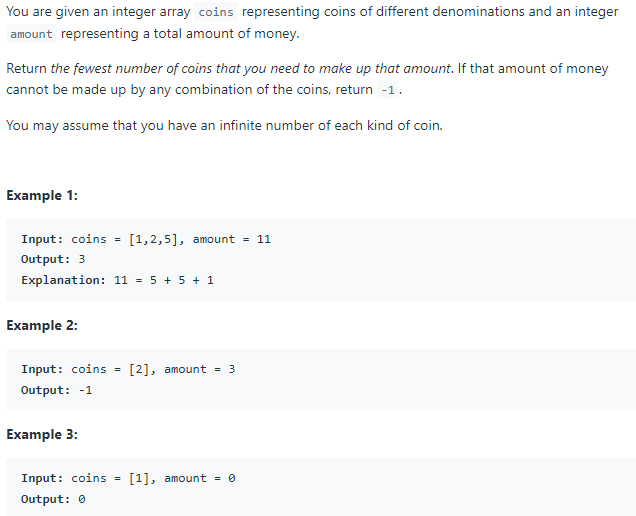 You are given an integer array coins representing coins of different denominations and an integer
amount representing a total amount of money.
Return the fewest number of coins that you need to make up that amount. If that amount of money
cannot be made up by any combination of the coins, return -1.
You may assume that you have an infinite number of each kind of coin.
Example 1:
Input: coins = [1,2,5], amount = 11
Output: 3
Explanation: 11 = 5 + 5 + 1
Example 2:
Input: coins = [2], amount = 3
Output: -1
Example 3:
Input: coins = [1], amount = 0
Output: 0